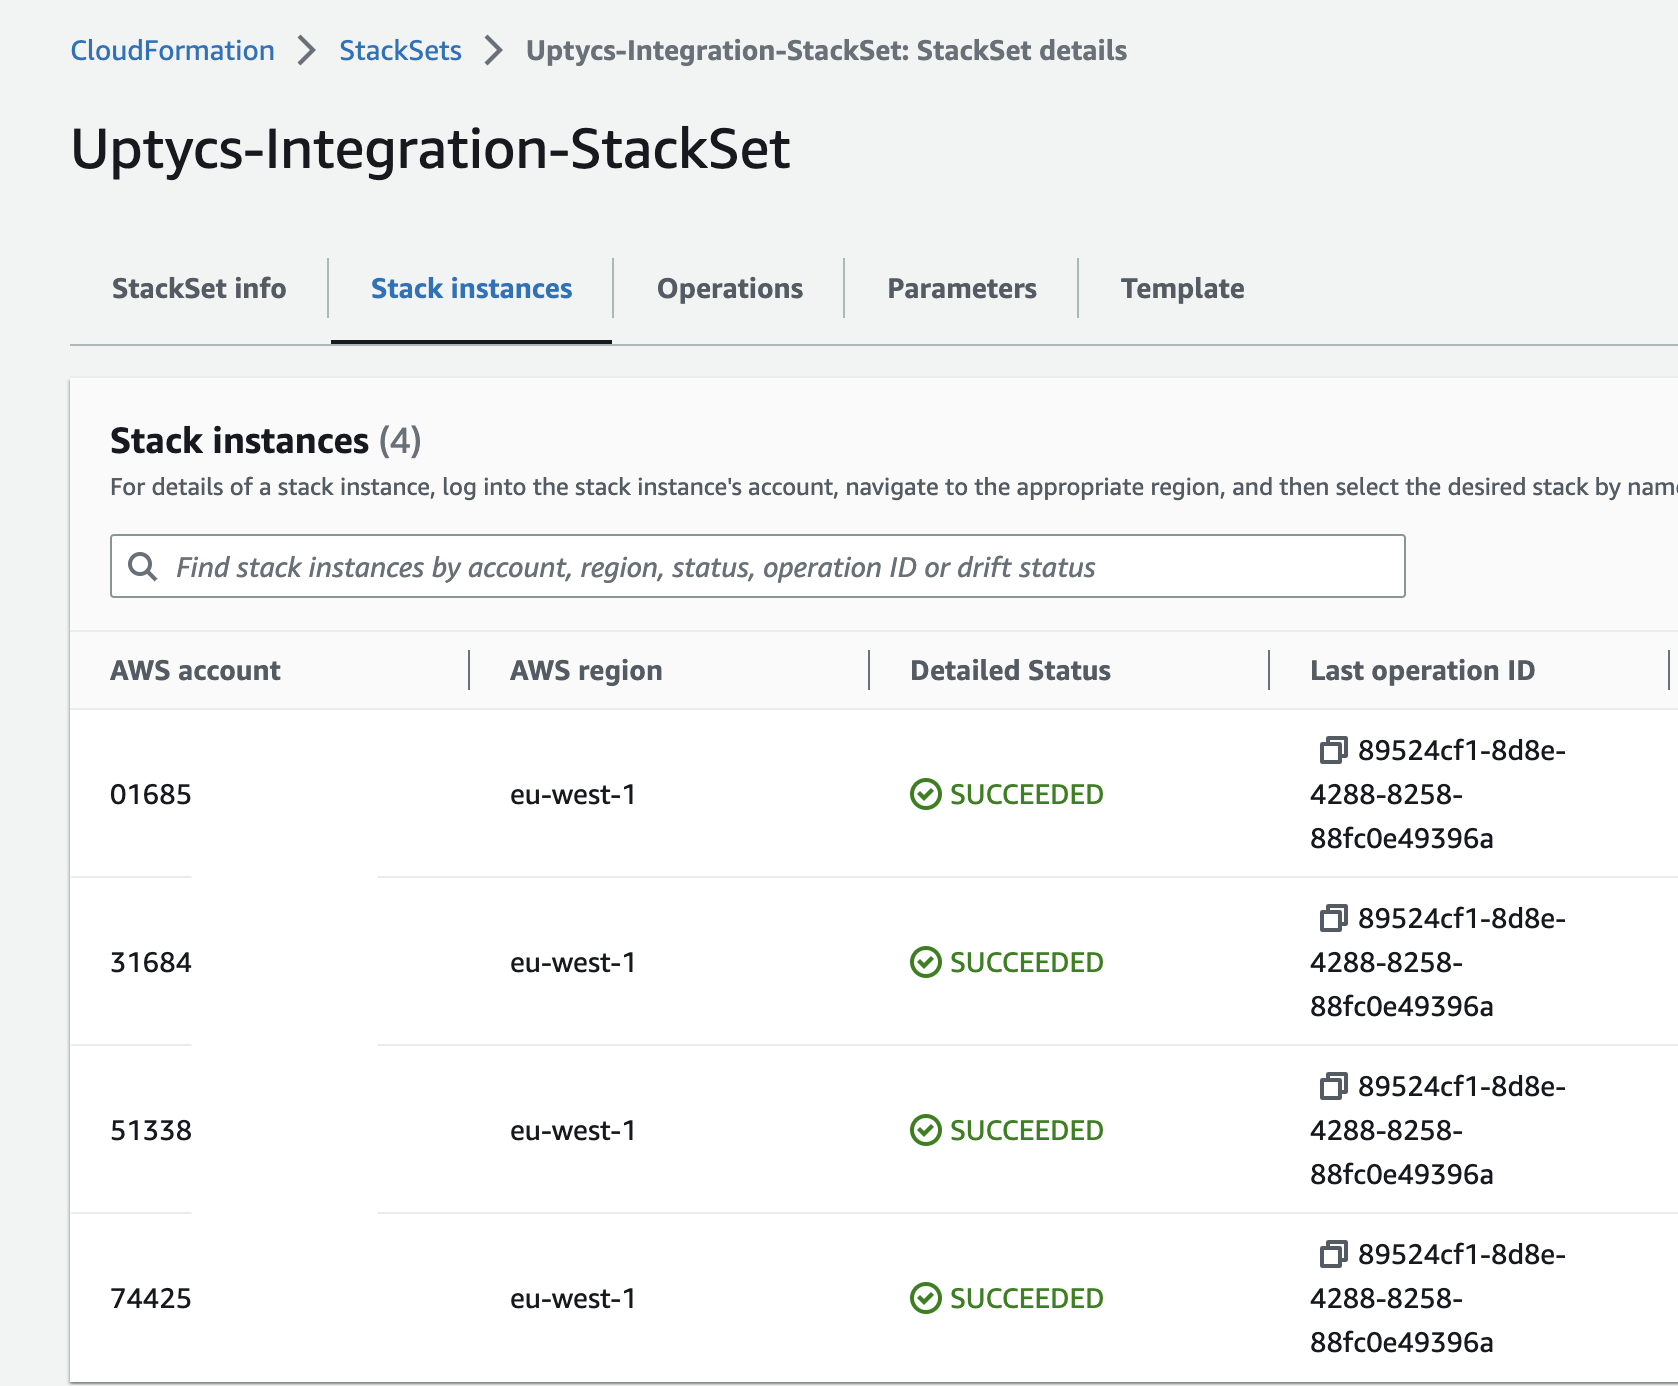 CloudFormation > StackSets > Uptycs-Integration-StackSet: StackSet details
Uptycs-Integration-StackSet
StackSet info Stack instances Operations Parameters Template
Stack instances (4)
For details of a stack instance, log into the stack instance's account, navigate to the appropriate region, and then select the desired stack by
Find stack instances by account, region, status, operation ID or drift status
AWS account AWS region Detailed Status Last operation ID
01685 eu-west-1 SUCCEEDED 89524cf1-8d8e-
4288-8258-
88fc0e49396a
31684 eu-west-1 SUCCEEDED 89524cf1-8d8e-
4288-8258-
88fc0e49396a
51338 eu-west-1 SUCCEEDED 89524cf1-8d8e-
4288-8258-
88fc0e49396a
74425 eu-west-1 SUCCEEDED 89524cf1-8d8e-
4288-8258-
88fc0e49396a